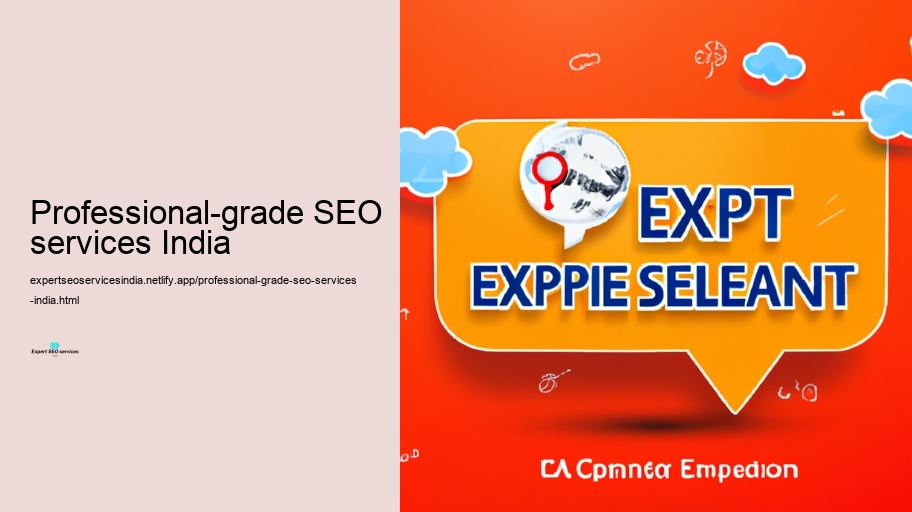 Professional-grade SEO
services India
expertseoservicesindia.netlify.app/professional-grade-seo-services
-india.html
Expert SEO services
EXPT
EXPPIE SELEANT
CA Cpmnter Empedion